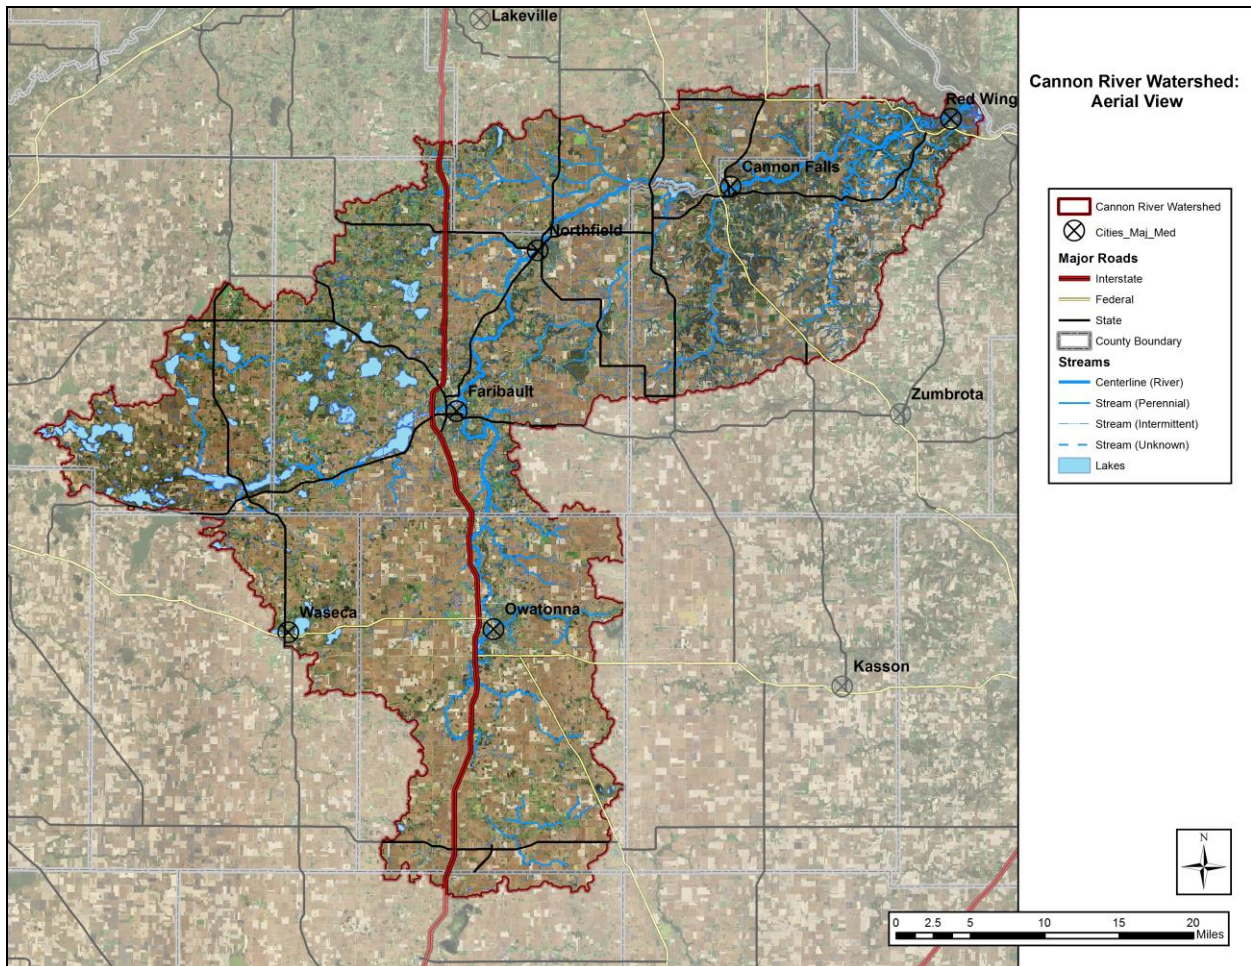 Lakeville
Cannon River Watershed:
Aerial View
Red Wing
Cannon Falls
Northfield
Faribault
Zumbrota
Waseca
Owatonna
Kasson
Cannon River Watershed
Cities_Maj_Med
Major Roads
Interstate
Federal
State
County Boundary
Streams
Centerline (River)
Stream (Perennial)
Stream (Intermittent)
Stream (Unknown)
Lakes
N
0 2.5 5 10 15 20
Miles